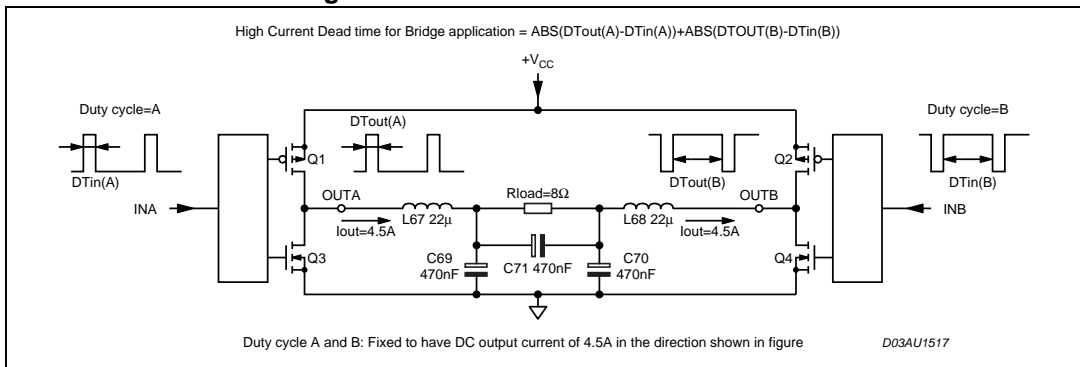 High Current Dead time for Bridge application = ABS(DTout(A)-DTin(A))+ABS(DTOUT(B)-DTin(B))
+VCC
Duty cycle=A
DTin(A)
INA
Q1
Q3
DTout(A)
OUTA
Iout=4.5A
L67 22μ
C69
470nF
Rload=8Ω
C71 470nF
C70
470nF
L68 22μ
Iout=4.5A
DTout(B)
OUTB
Q2
Q4
Duty cycle=B
DTin(B)
INB
Duty cycle A and B: Fixed to have DC output current of 4.5A in the direction shown in figure
D03AU1517